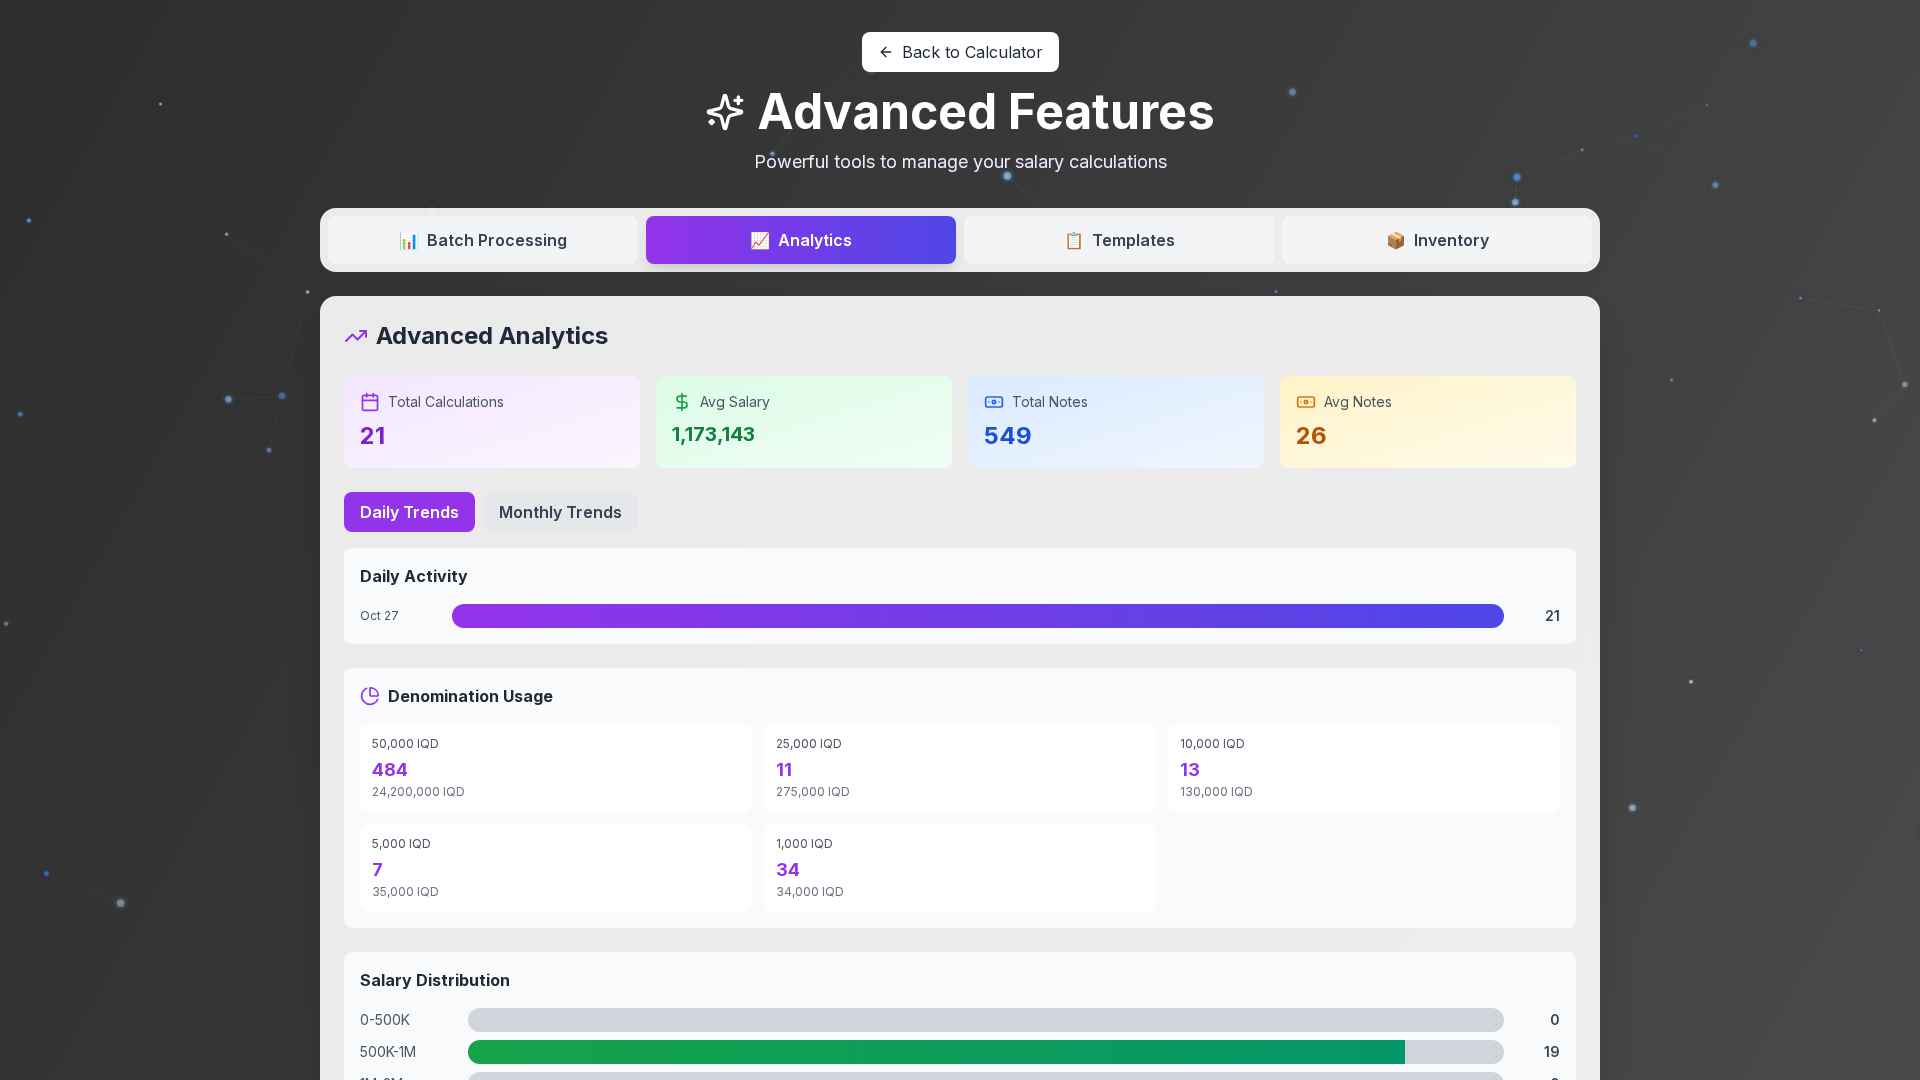 Back to Calculator
Advanced Features
Powerful tools to manage your salary calculations
Batch Processing
Analytics
Templates
Inventory
Advanced Analytics
Total Calculations
21
Avg Salary
1,173,143
Total Notes
549
Avg Notes
26
Daily Trends
Monthly Trends
Daily Activity
Oct 27
21
Denomination Usage
50,000 IQD
484
24,200,000 IQD
25,000 IQD
11
275,000 IQD
10,000 IQD
13
130,000 IQD
5,000 IQD
7
35,000 IQD
1,000 IQD
34
34,000 IQD
Salary Distribution
0-500K
0
500K-1M
19